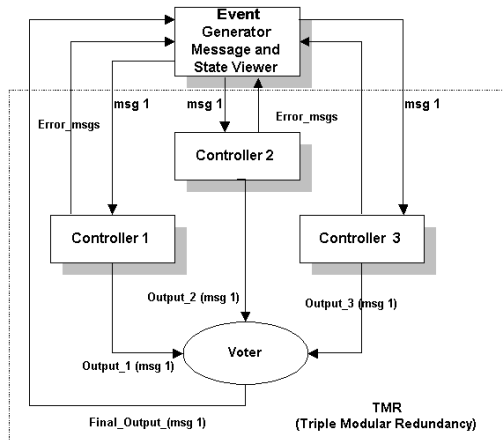 Event
Generator
Message and
State Viewer
msg 1
msg 1
msg 1
Error_msgs
Error_msgs
Controller 2
Controller 1
Controller 3
Output_2 (msg 1)
Output_3 (msg 1)
Voter
Output_1 (msg 1)
Final_Output_(msg 1)
TMR
(Triple Modular Redundancy)